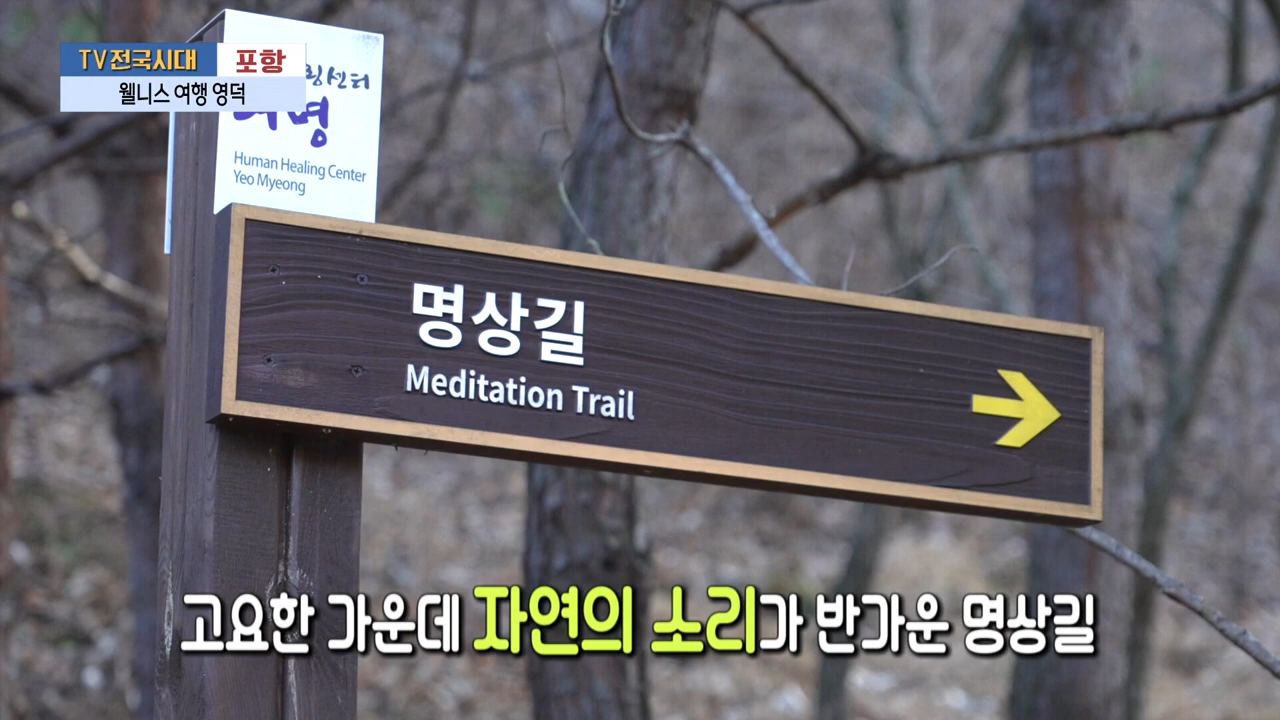 TV전국시대 포항
웰니스 여행 영덕
Human Healing Center
Yeo Myeong
명상길
Meditation Trail
고요한 가운데 자연의 소리가 반가운 명상길